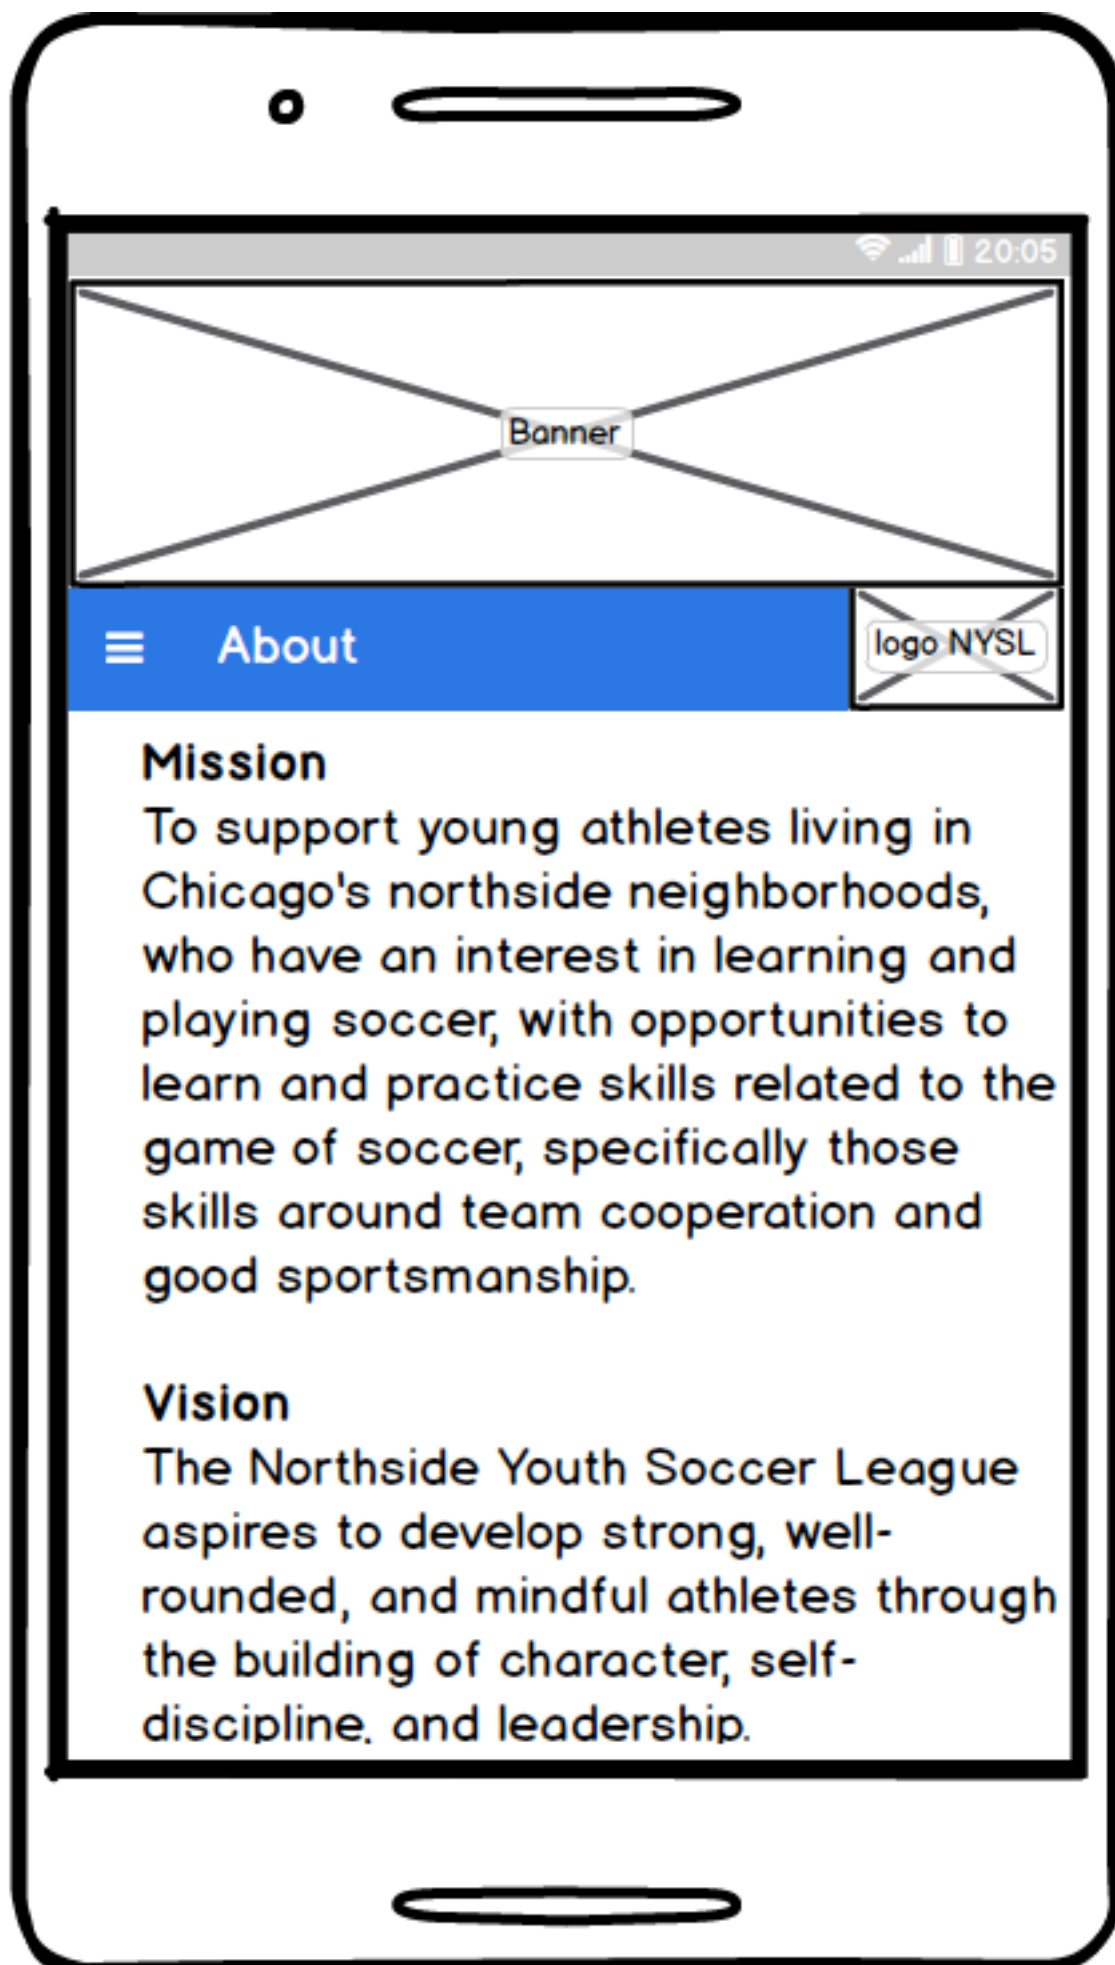 20:05
Banner
About
logo NYSL
Mission
To support young athletes living in
Chicago's northside neighborhoods,
who have an interest in learning and
playing soccer, with opportunities to
learn and practice skills related to the
game of soccer, specifically those
skills around team cooperation and
good sportsmanship.
Vision
The Northside Youth Soccer League
aspires to develop strong, well-
rounded, and mindful athletes through
the building of character, self-
discipline, and leadership.